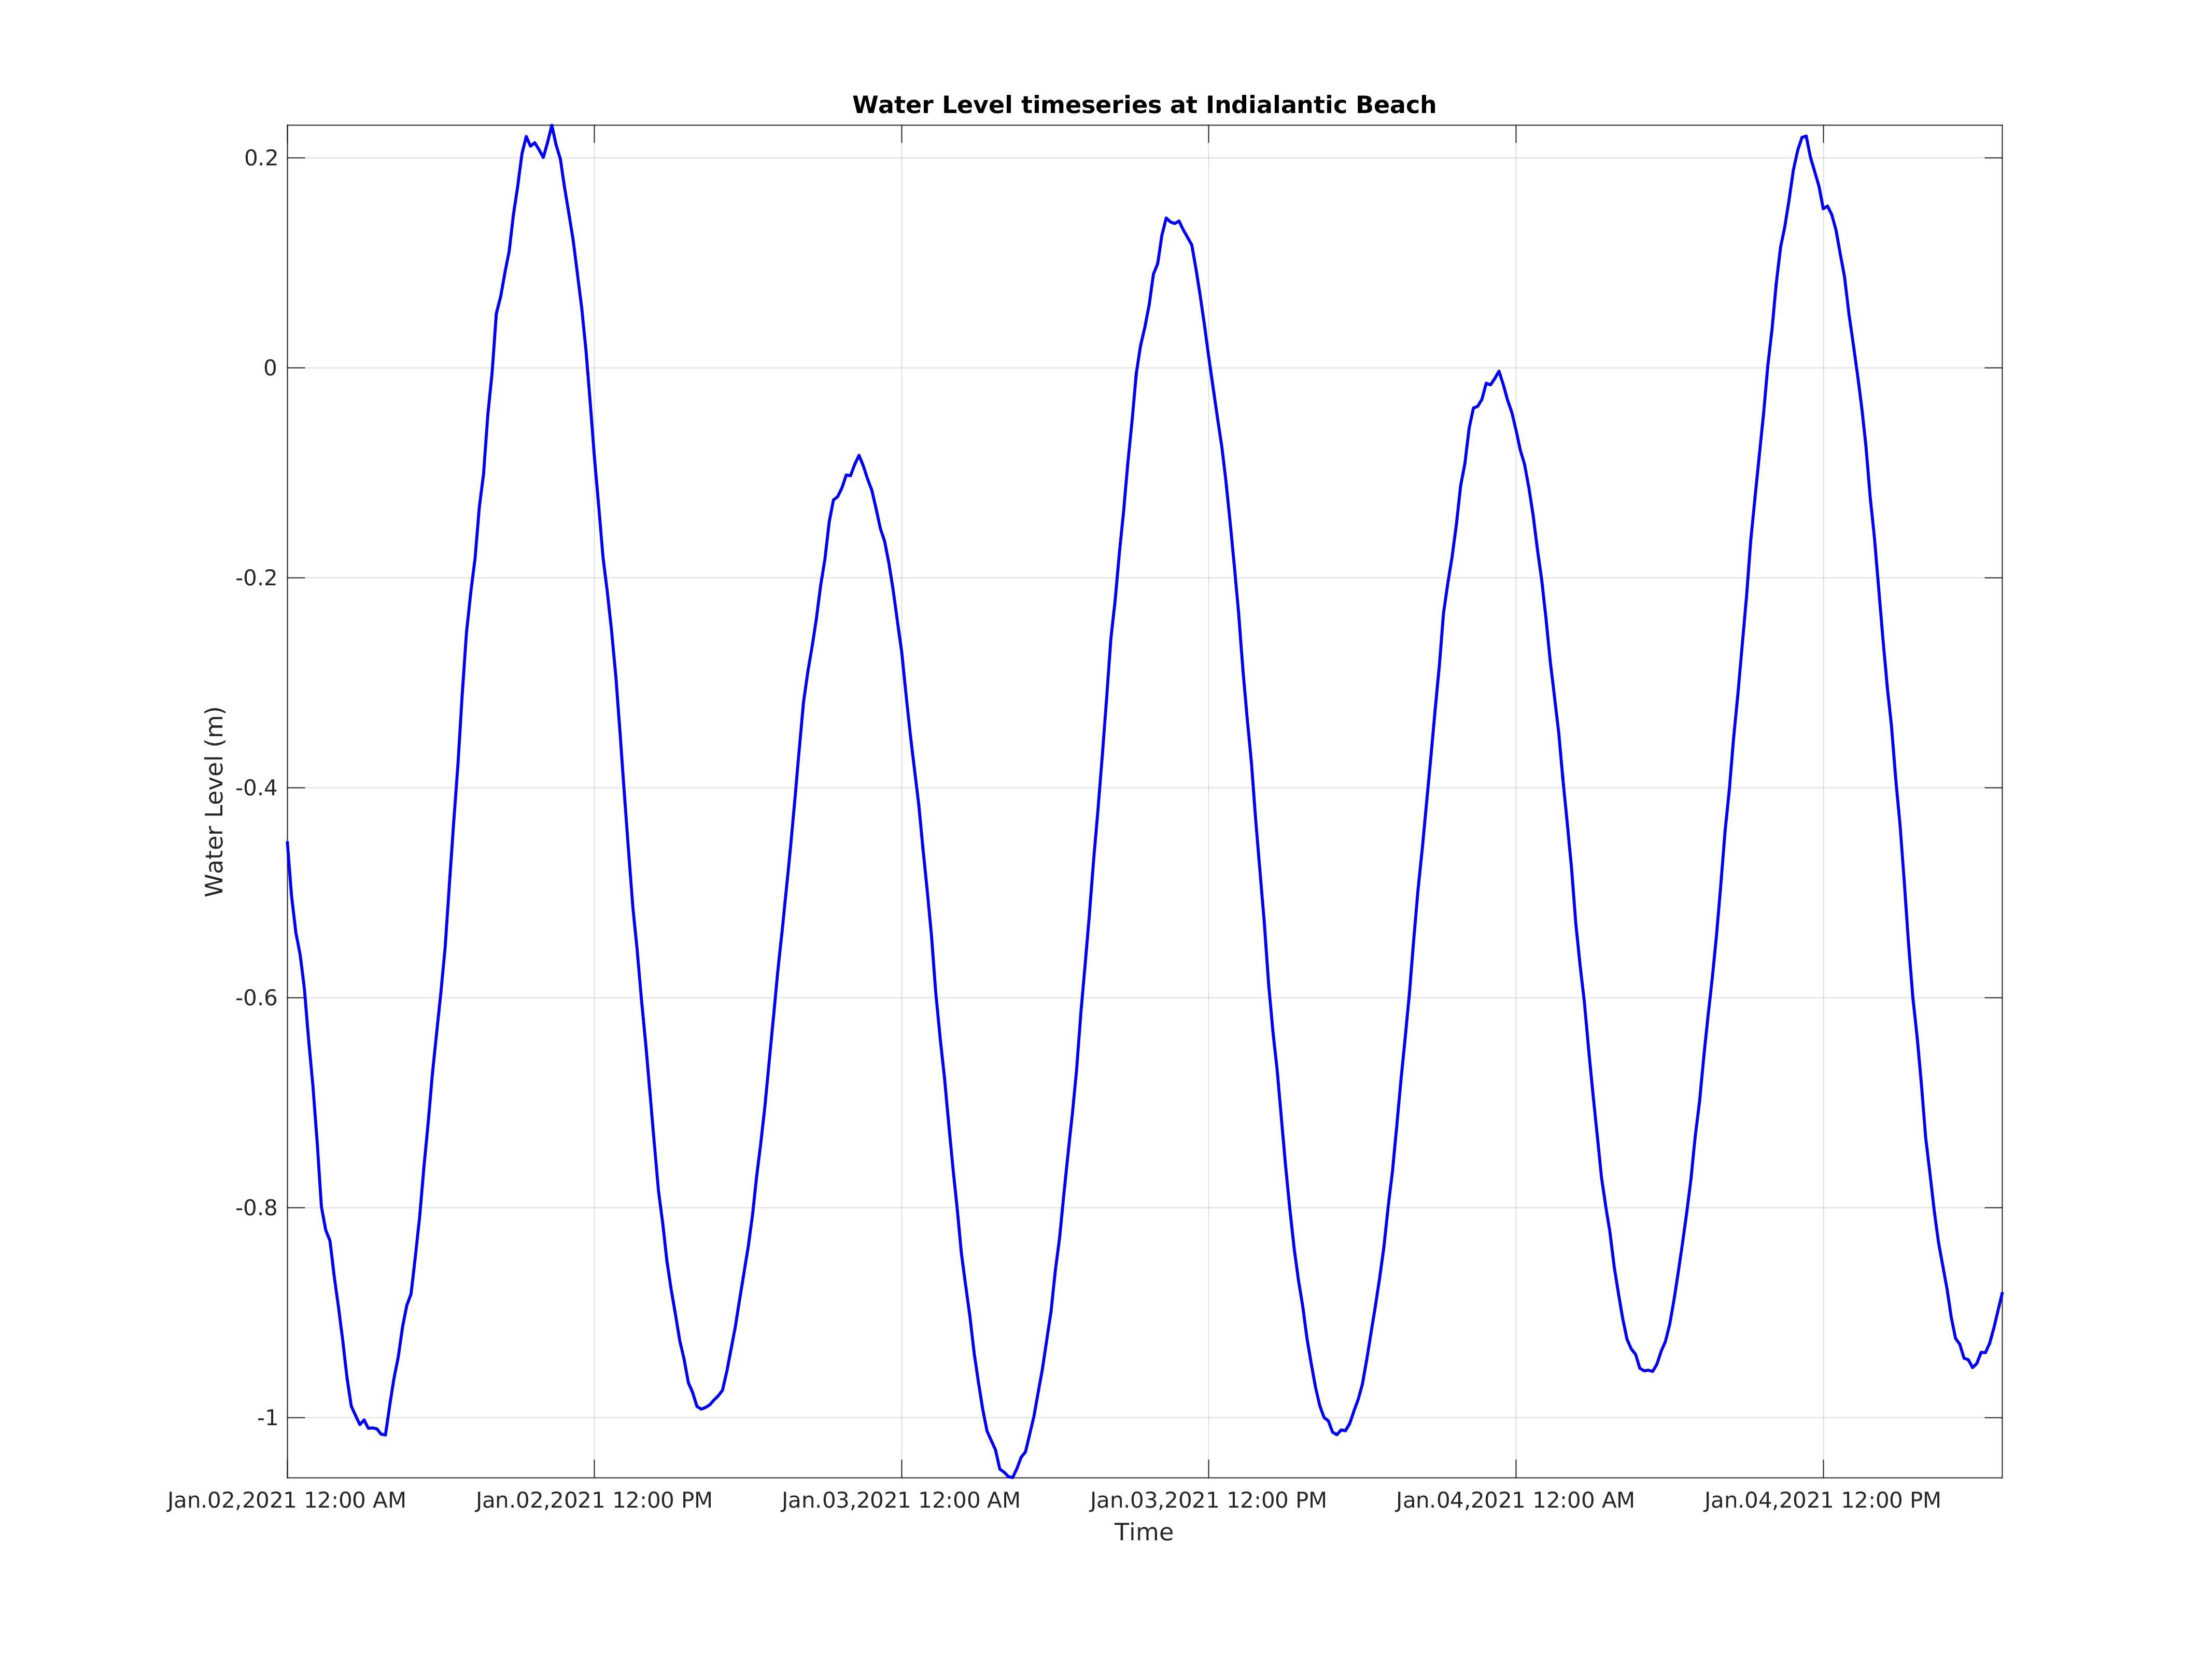 Water Level timeseries at Indialantic Beach
0.2
0
-0.2
-0.4
-0.6
-0.8
-1
Water Level (m)
Jan.02,2021 12:00 AM
Jan.02,2021 12:00 PM
Jan.03,2021 12:00 AM
Jan.03,2021 12:00 PM
Jan.04,2021 12:00 AM
Jan.04,2021 12:00 PM
Time